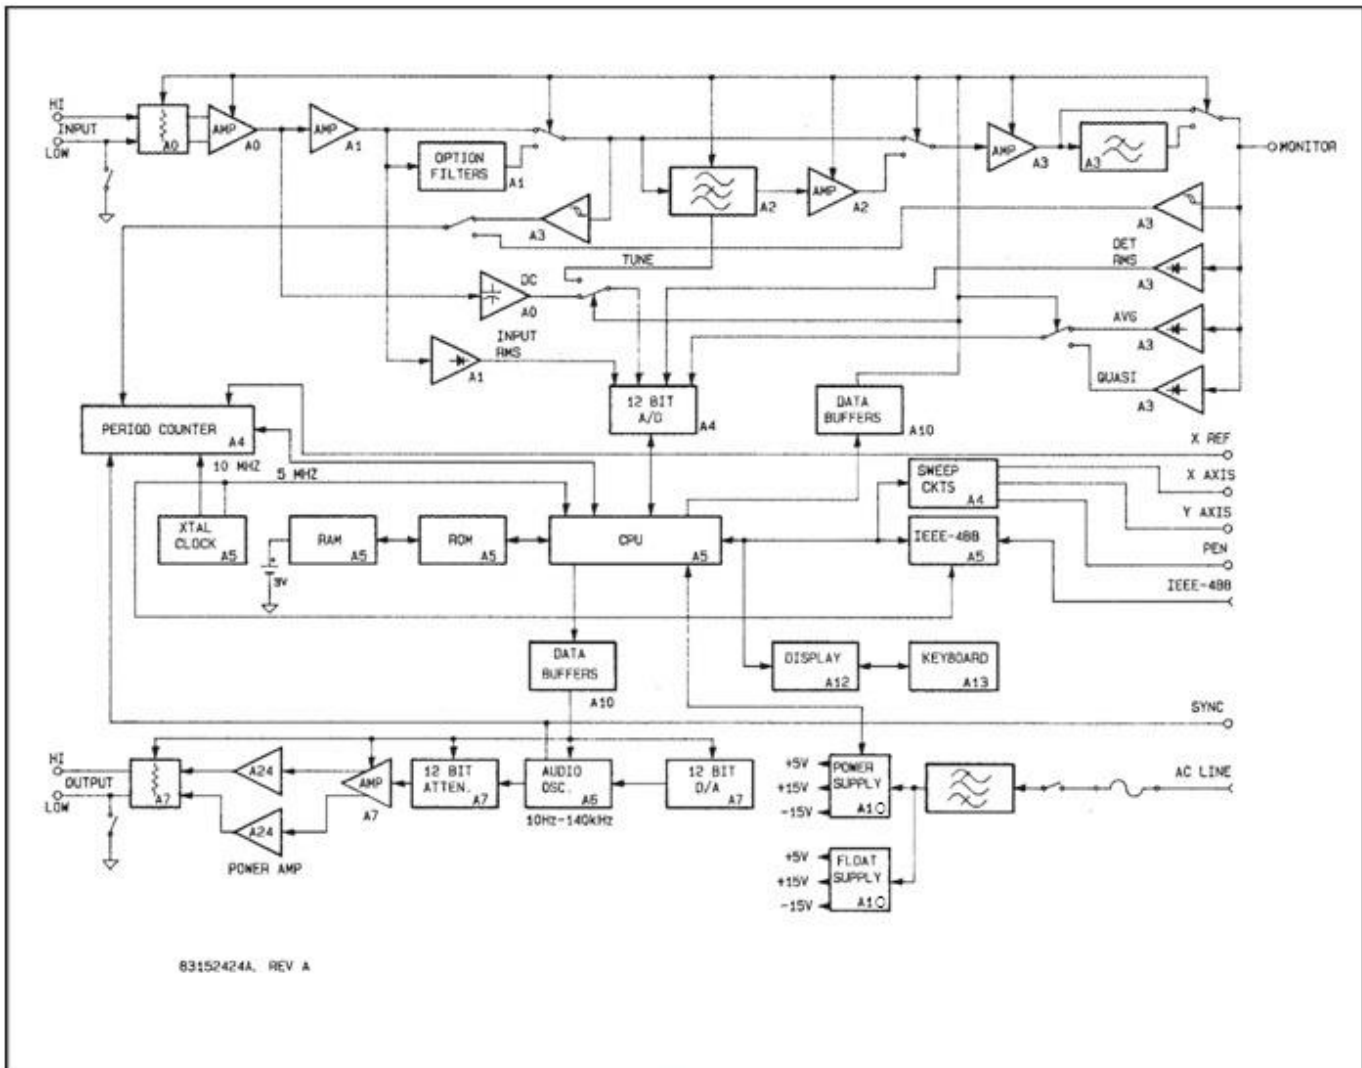 HI
INPUT
LOW
A0
AMP
A0
AMP
A1
OPTION
FILTERS
A1
A2
AMP
A2
AMP
A3
A3
MONITOR
A3
A3
TUNE
DET
RMS
A3
DC
A0
INPUT
RMS
A1
AVG
A3
QUASI
A3
PERIOD COUNTER
A4
12 BIT
A/D
A4
DATA
BUFFERS
A10
10 MHZ
5 MHZ
X REF
X AXIS
Y AXIS
PEN
IEEE-488
SWEEP
CKTS
A4
XTAL
CLOCK
A5
RAM
A5
ROM
A5
CPU
A5
IEEE-488
A5
+
3V
DATA
BUFFERS
A10
DISPLAY
A12
KEYBOARD
A13
SYNC
HI
OUTPUT
LOW
A7
A24
A24
POWER AMP
AMP
A7
12 BIT
ATTEN.
A7
AUDIO
OSC.
A6
10Hz-140kHz
12 BIT
D/A
A7
+5V
+15V
-15V
POWER
SUPPLY
A10
AC LINE
+5V
+15V
-15V
FLOAT
SUPPLY
A10
83152424A, REV A